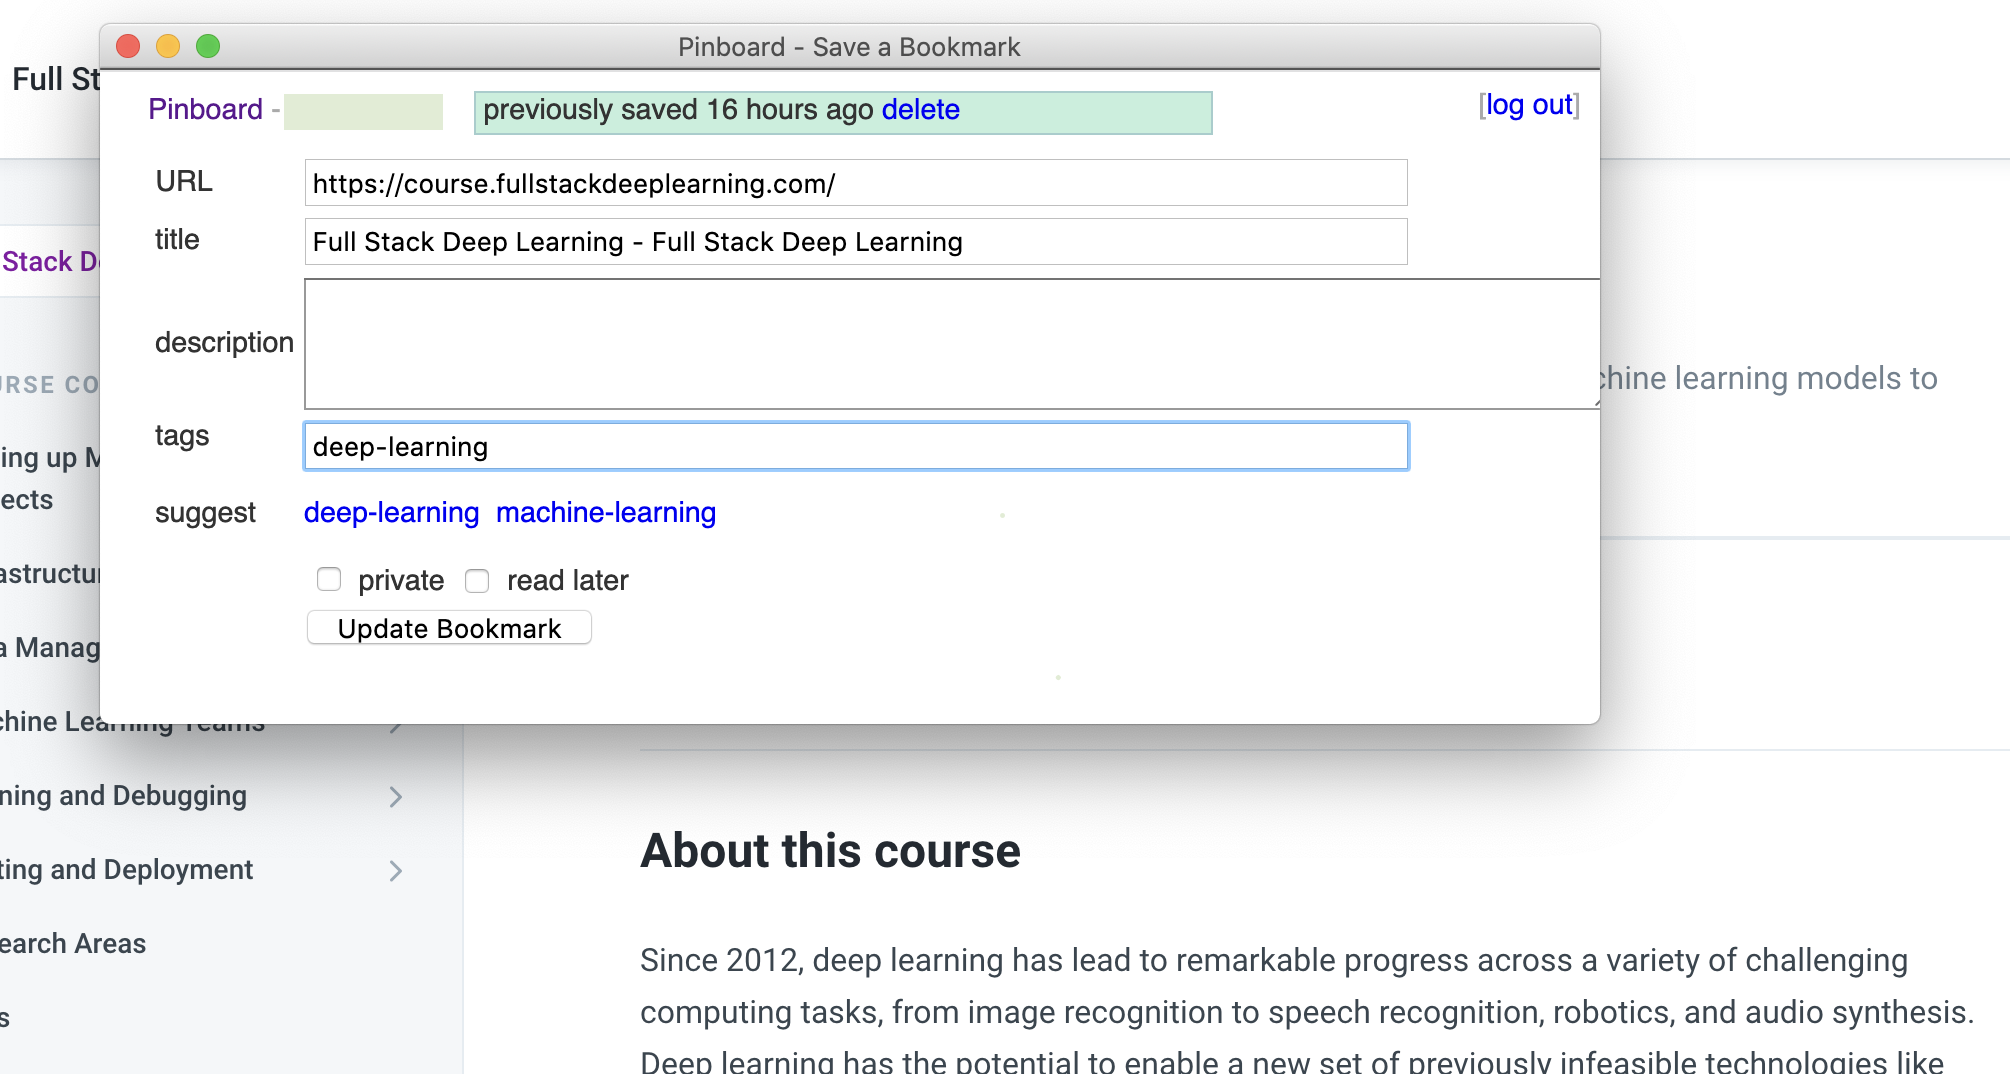 Pinboard - Save a Bookmark
Full St
Pinboard - previously saved 16 hours ago delete [log out]
URL https://course.fullstackdeeplearning.com/
title Full Stack Deep Learning - Full Stack Deep Learning
Stack D
description
chine learning models to
URSE CO
tags deep-learning
ing up M
ects
suggest deep-learning machine-learning
astructur
private read later
Update Bookmark
a Manag
chine Learning Teams
ning and Debugging
ting and Deployment
earch Areas
s
About this course
Since 2012, deep learning has lead to remarkable progress across a variety of challenging
computing tasks, from image recognition to speech recognition, robotics, and audio synthesis.
Deep learning has the potential to enable a new set of previously infeasible technologies like